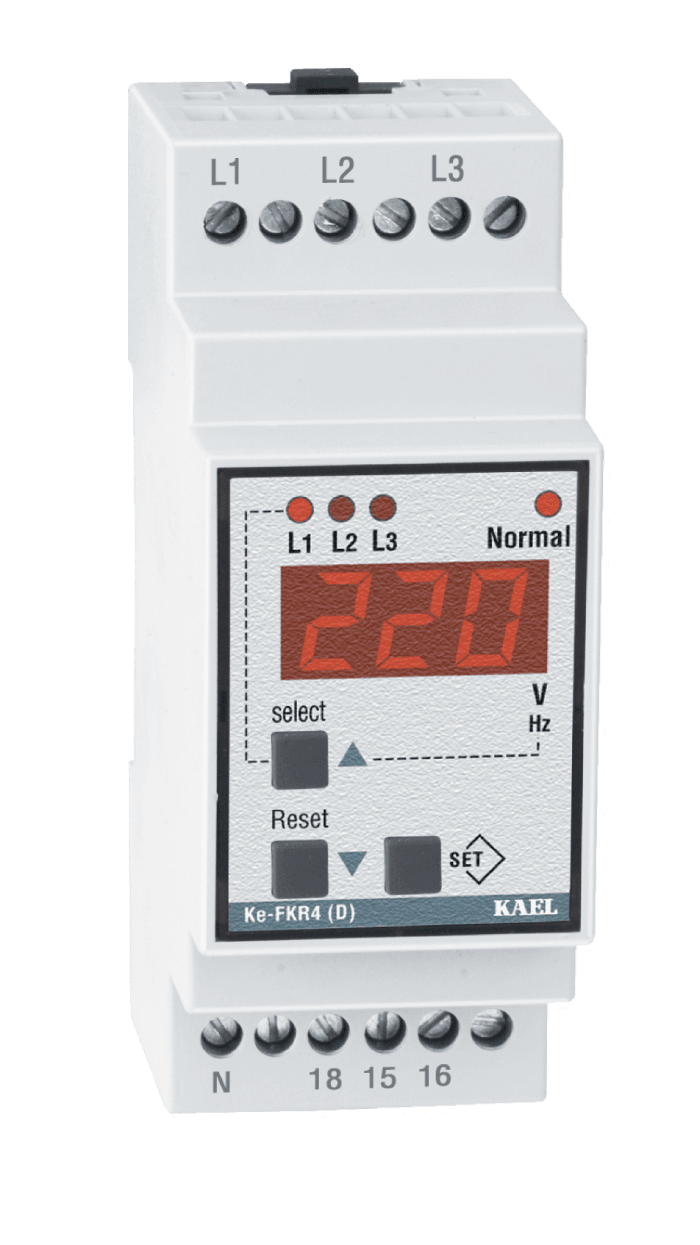 L1 L2 L3
L1 L2 L3 Normal
220
V
Hz
select
Reset
SET
Ke-FKR4 (D) KAEL
N 18 15 16